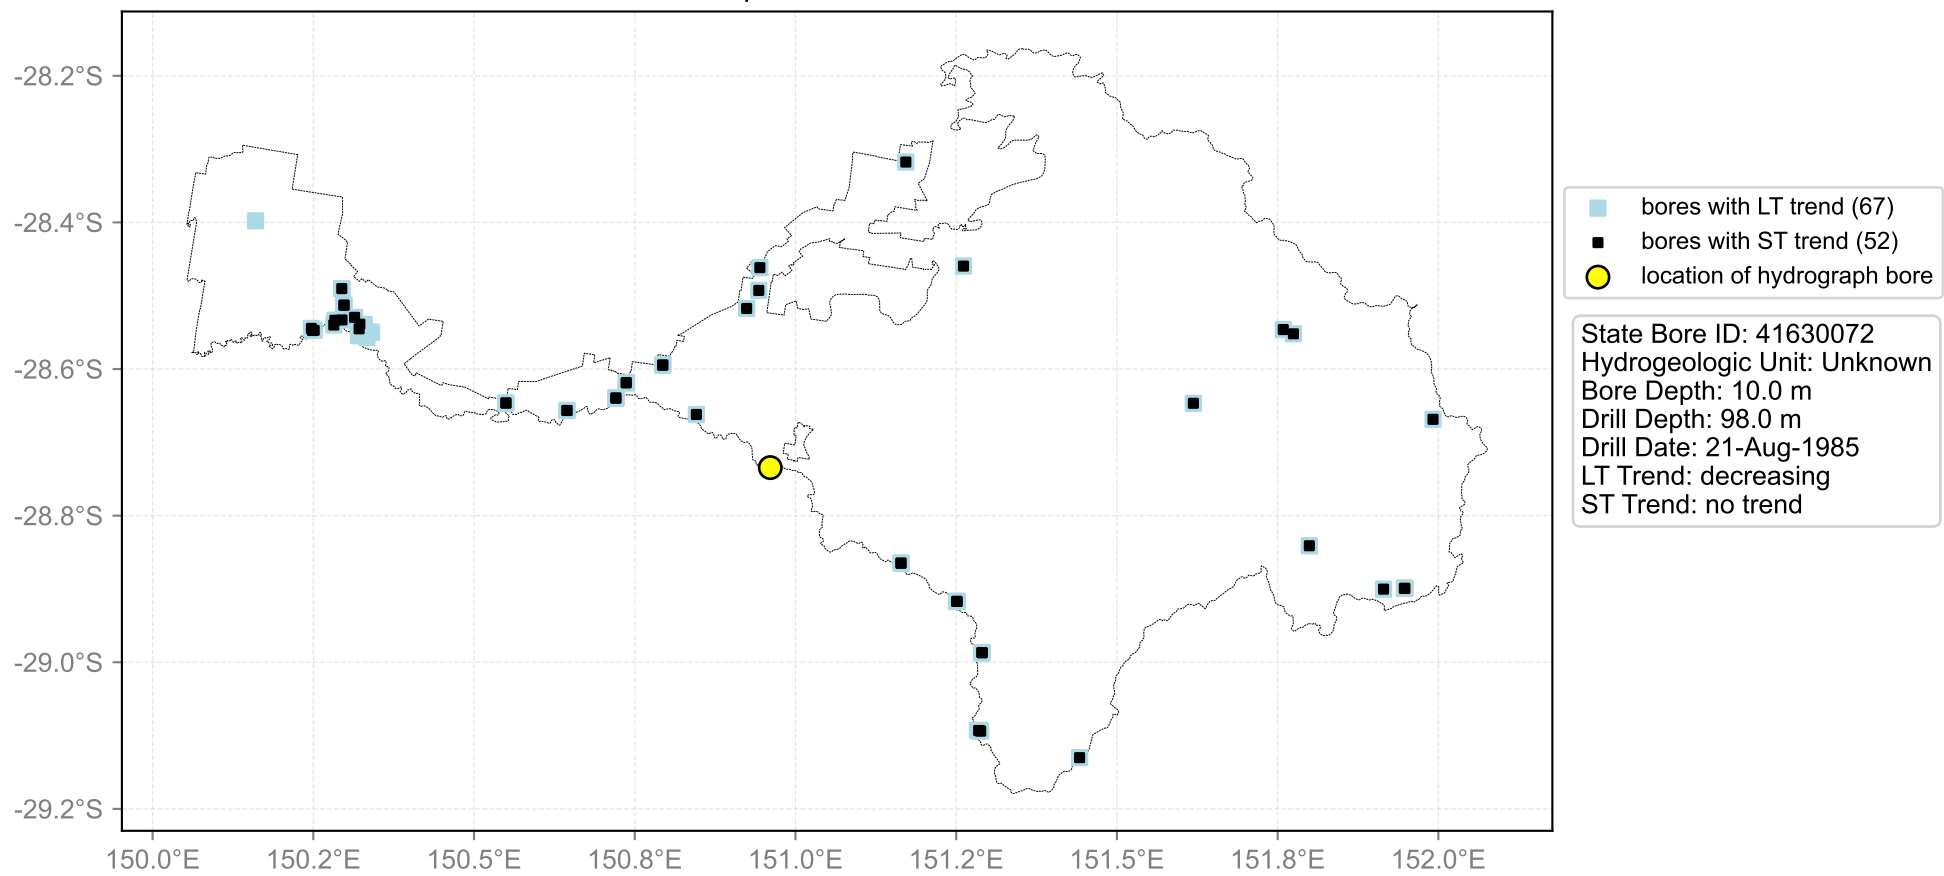 -28.2°S
-28.4°S
-28.6°S
-28.8°S
-29.0°S
-29.2°S
150.0°E
150.2°E
150.5°E
150.8°E
151.0°E
151.2°E
151.5°E
151.8°E
152.0°E
bores with LT trend (67)
bores with ST trend (52)
location of hydrograph bore
State Bore ID: 41630072
Hydrogeologic Unit: Unknown
Bore Depth: 10.0 m
Drill Depth: 98.0 m
Drill Date: 21-Aug-1985
LT Trend: decreasing
ST Trend: no trend